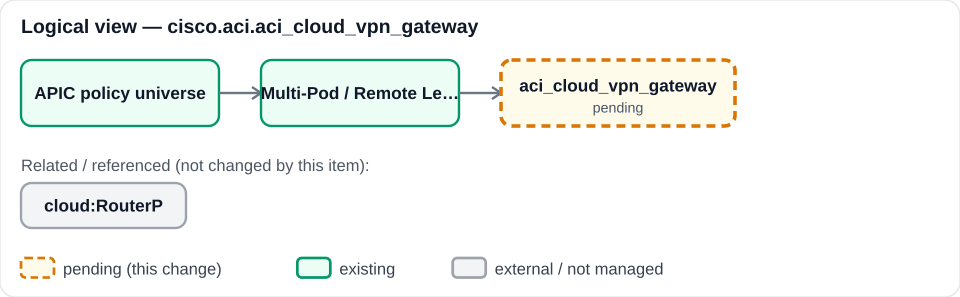 Logical view — cisco.aci.aci_cloud_vpn_gateway
APIC policy universe
Multi-Pod / Remote Le…
aci_cloud_vpn_gateway
pending
Related / referenced (not changed by this item):
cloud:RouterP
pending (this change)
existing
external / not managed